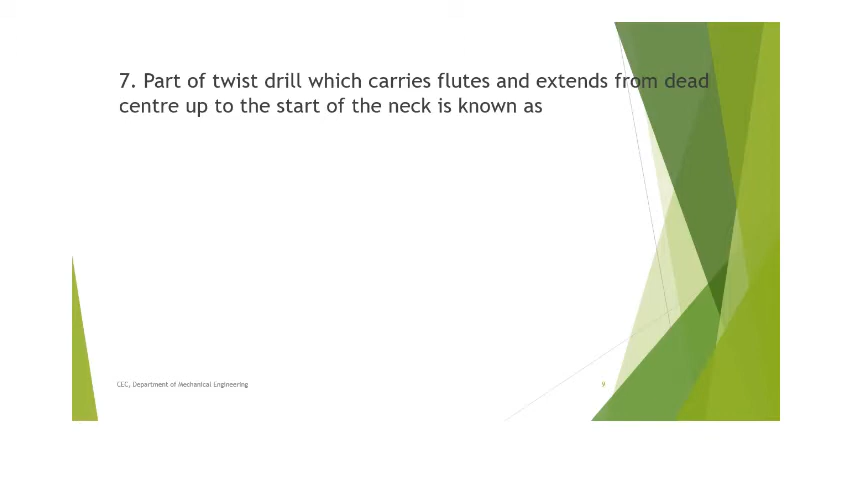 7. Part of twist drill which carries flutes and extends from dead
centre up to the start of the neck is known as
CEC, Department of Mechanical Engineering
9